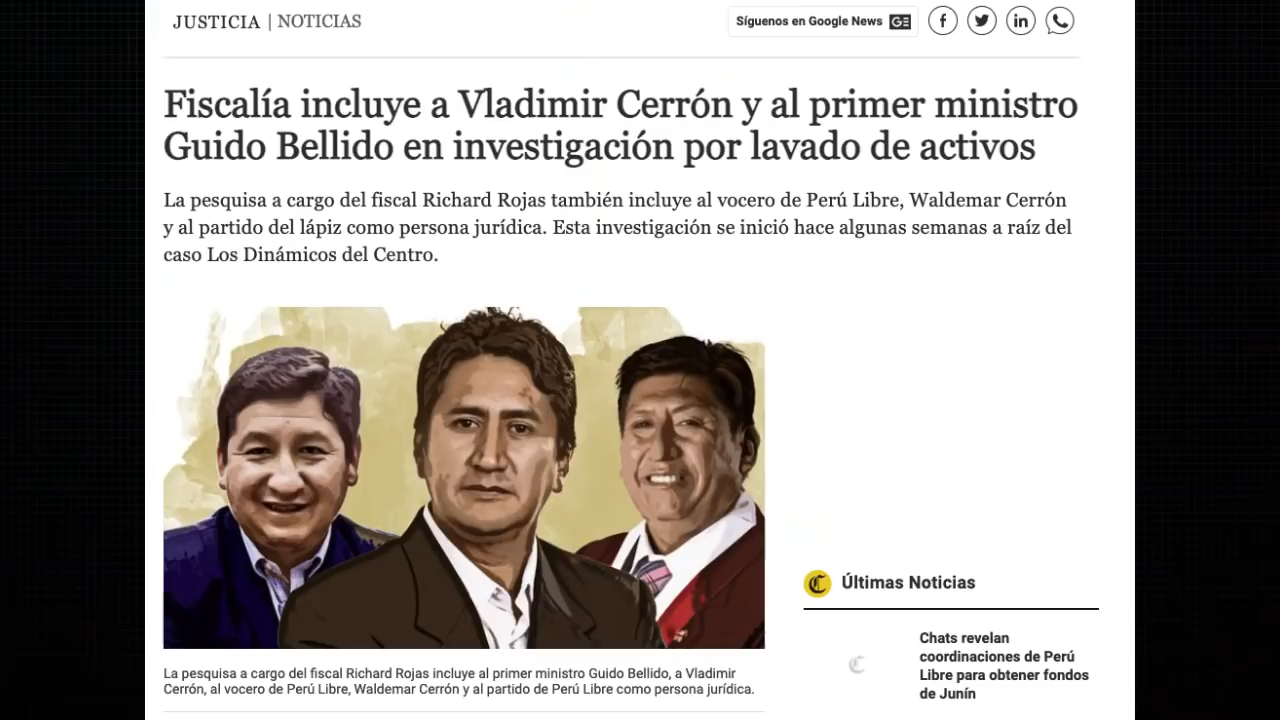 JUSTICIA | NOTICIAS
Síguenos en Google News GE
Fiscalía incluye a Vladimir Cerrón y al primer ministro
Guido Bellido en investigación por lavado de activos
La pesquisa a cargo del fiscal Richard Rojas también incluye al vocero de Perú Libre, Waldemar Cerrón
y al partido del lápiz como persona jurídica. Esta investigación se inició hace algunas semanas a raíz del
caso Los Dinámicos del Centro.
La pesquisa a cargo del fiscal Richard Rojas incluye al primer ministro Guido Bellido, a Vladimir
Cerrón, al vocero de Perú Libre, Waldemar Cerrón y al partido de Perú Libre como persona jurídica.
Últimas Noticias
Chats revelan
coordinaciones de Perú
Libre para obtener fondos
de Junín